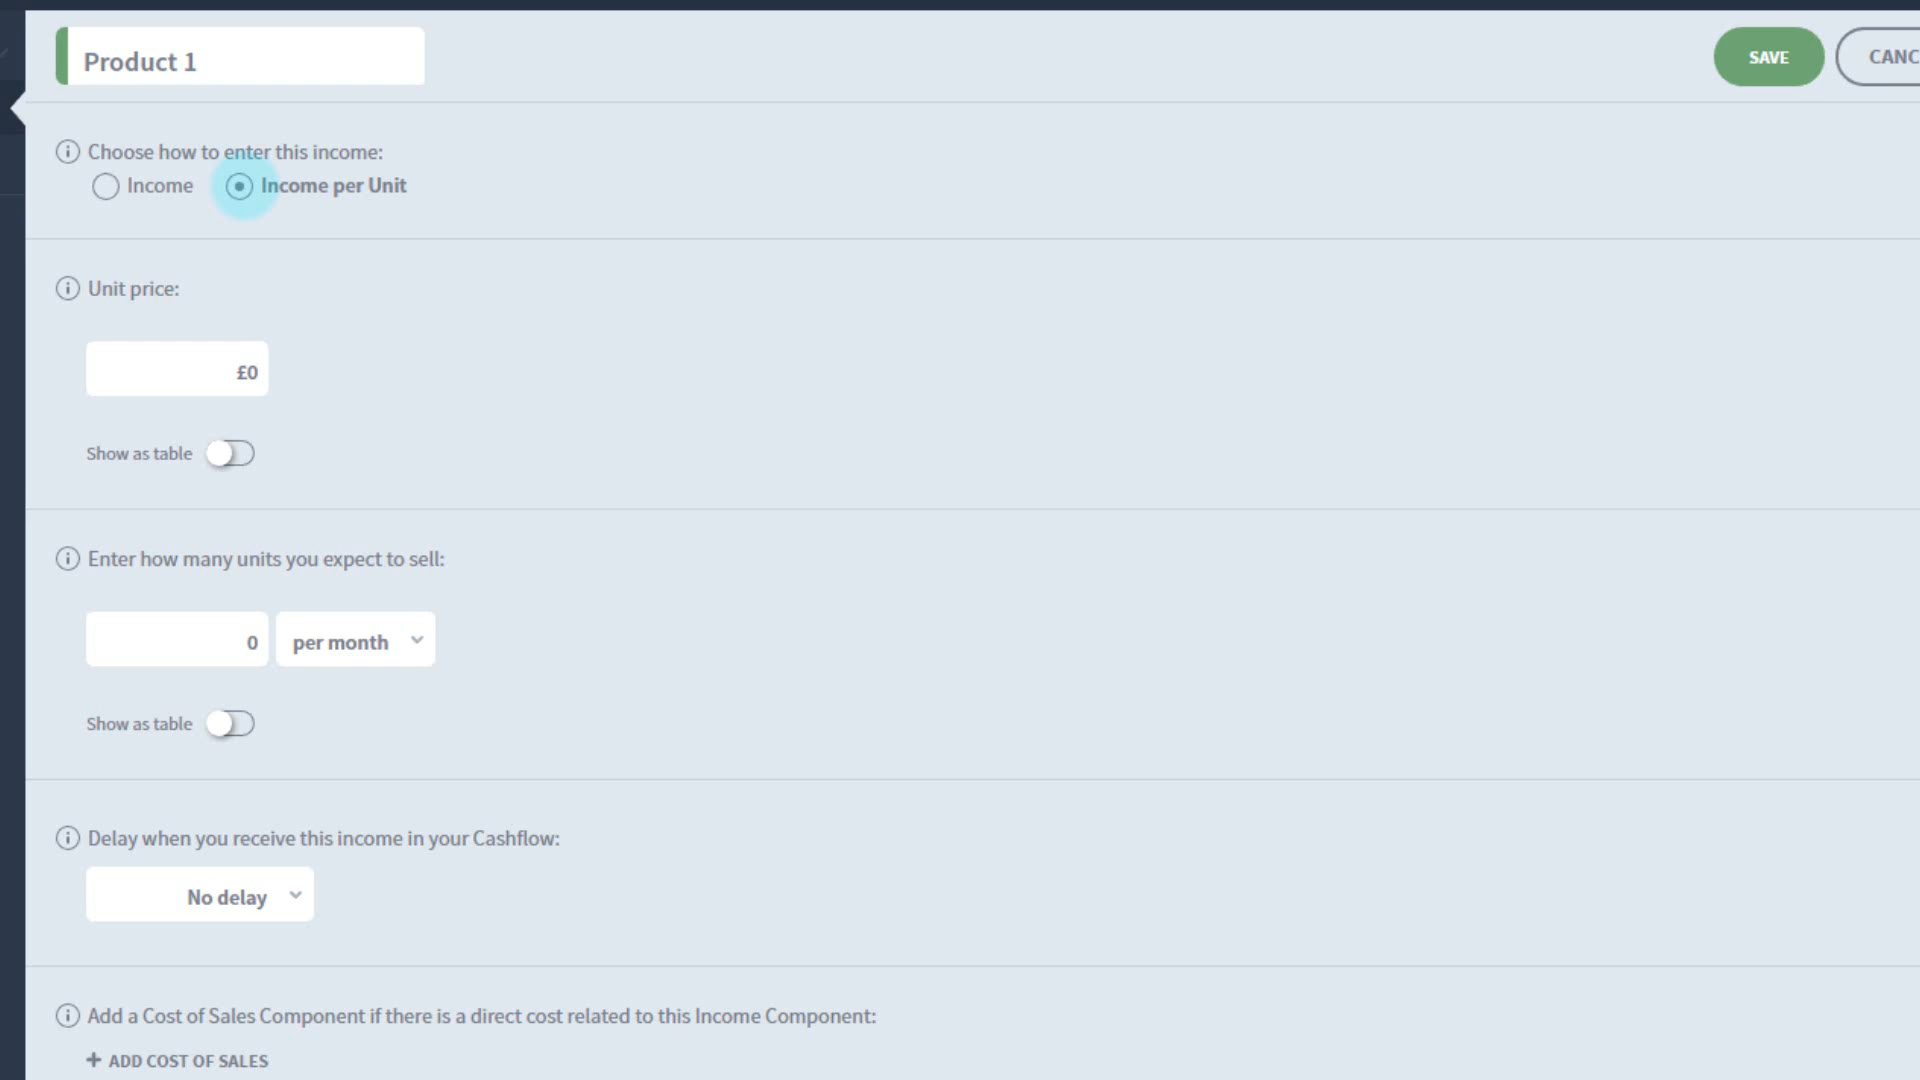 Product 1
SAVE
CANC
Choose how to enter this income:
Income
Income per Unit
Unit price:
£0
Show as table
Enter how many units you expect to sell:
0
per month
Show as table
Delay when you receive this income in your Cashflow:
No delay
Add a Cost of Sales Component if there is a direct cost related to this Income Component:
+ ADD COST OF SALES